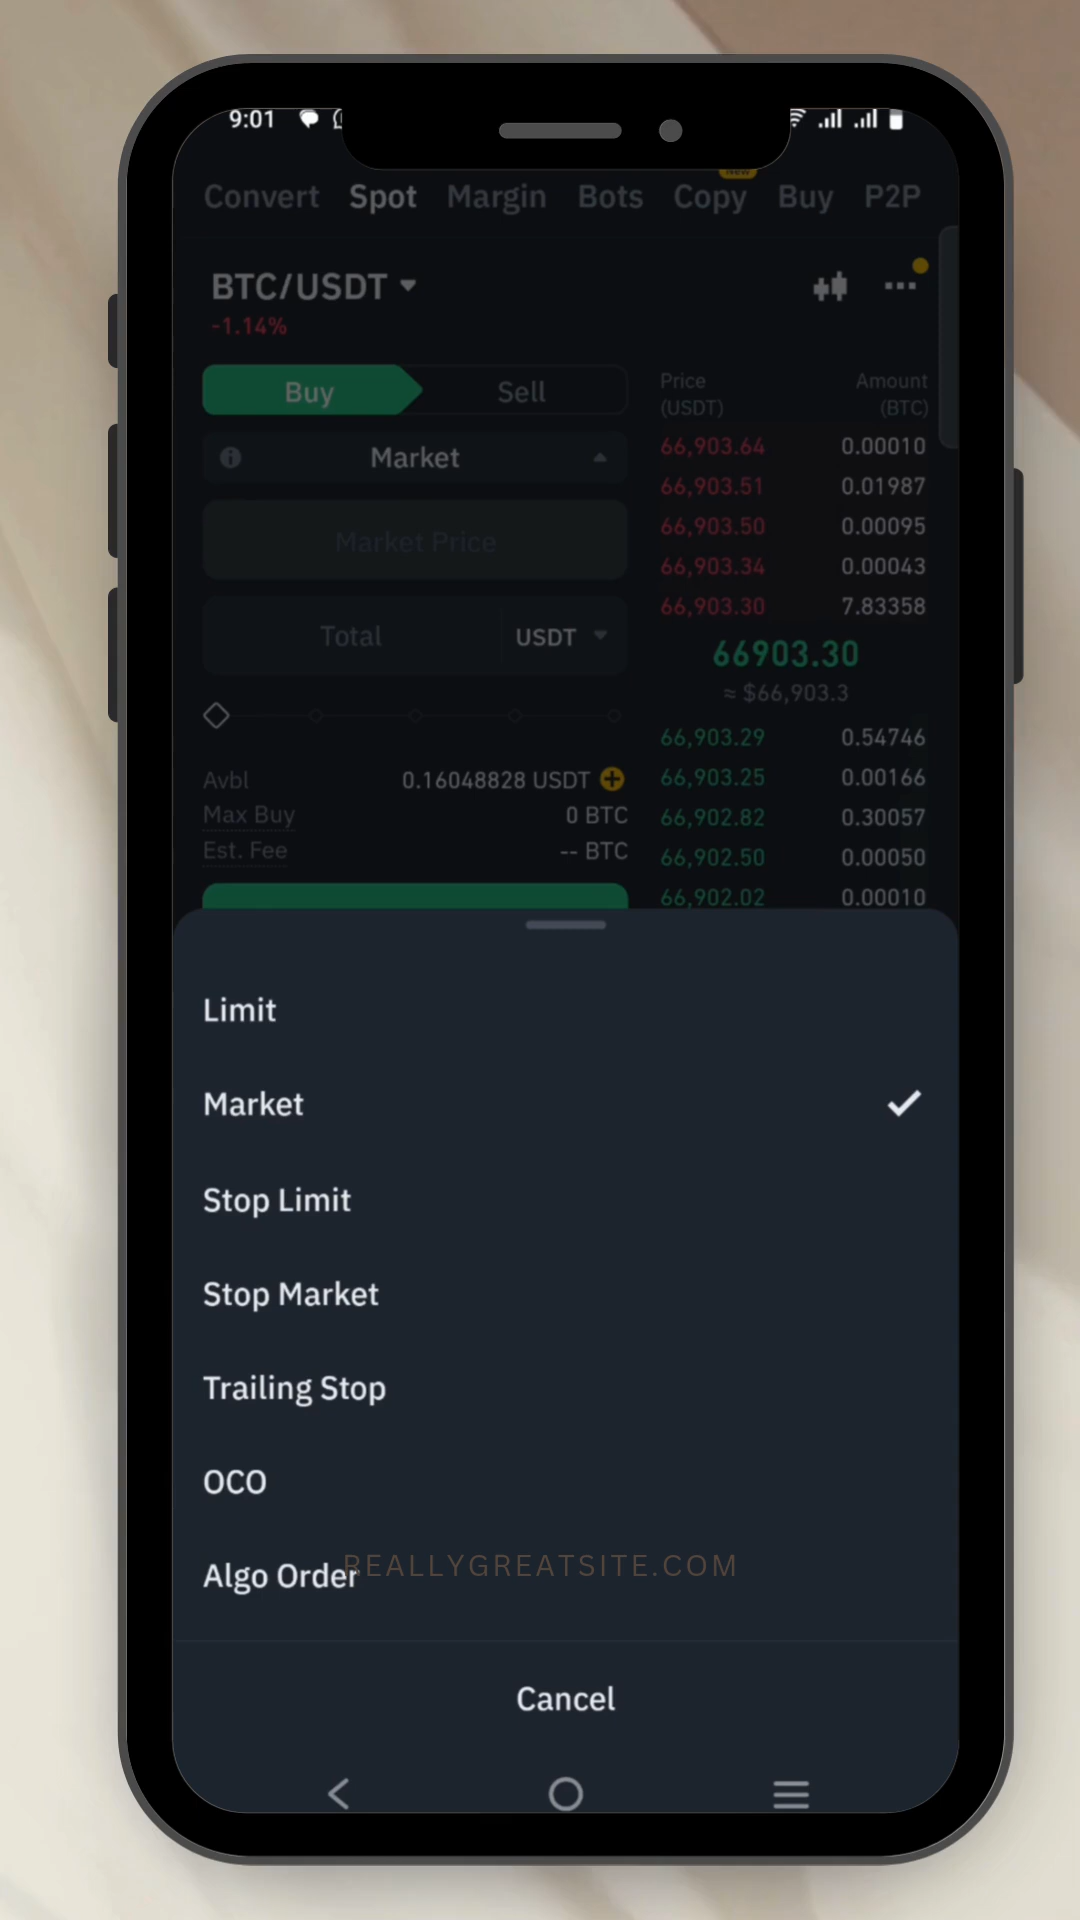 9:01
New
Convert Spot Margin Bots Copy Buy P2P
BTC/USDT
-1.14%
Buy Sell
Price (USDT) Amount (BTC)
Market
Market Price
Total USDT
66,903.64 0.00010
66,903.51 0.01987
66,903.50 0.00095
66,903.34 0.00043
66,903.30 7.83358
66903.30
≈ $66,903.3
66,903.29 0.54746
66,903.25 0.00166
66,902.82 0.30057
66,902.50 0.00050
66,902.02 0.00010
Avbl 0.16048828 USDT
Max Buy 0 BTC
Est. Fee -- BTC
Limit
Market
Stop Limit
Stop Market
Trailing Stop
OCO
Algo Order
REALLYGREATSITE.COM
Cancel